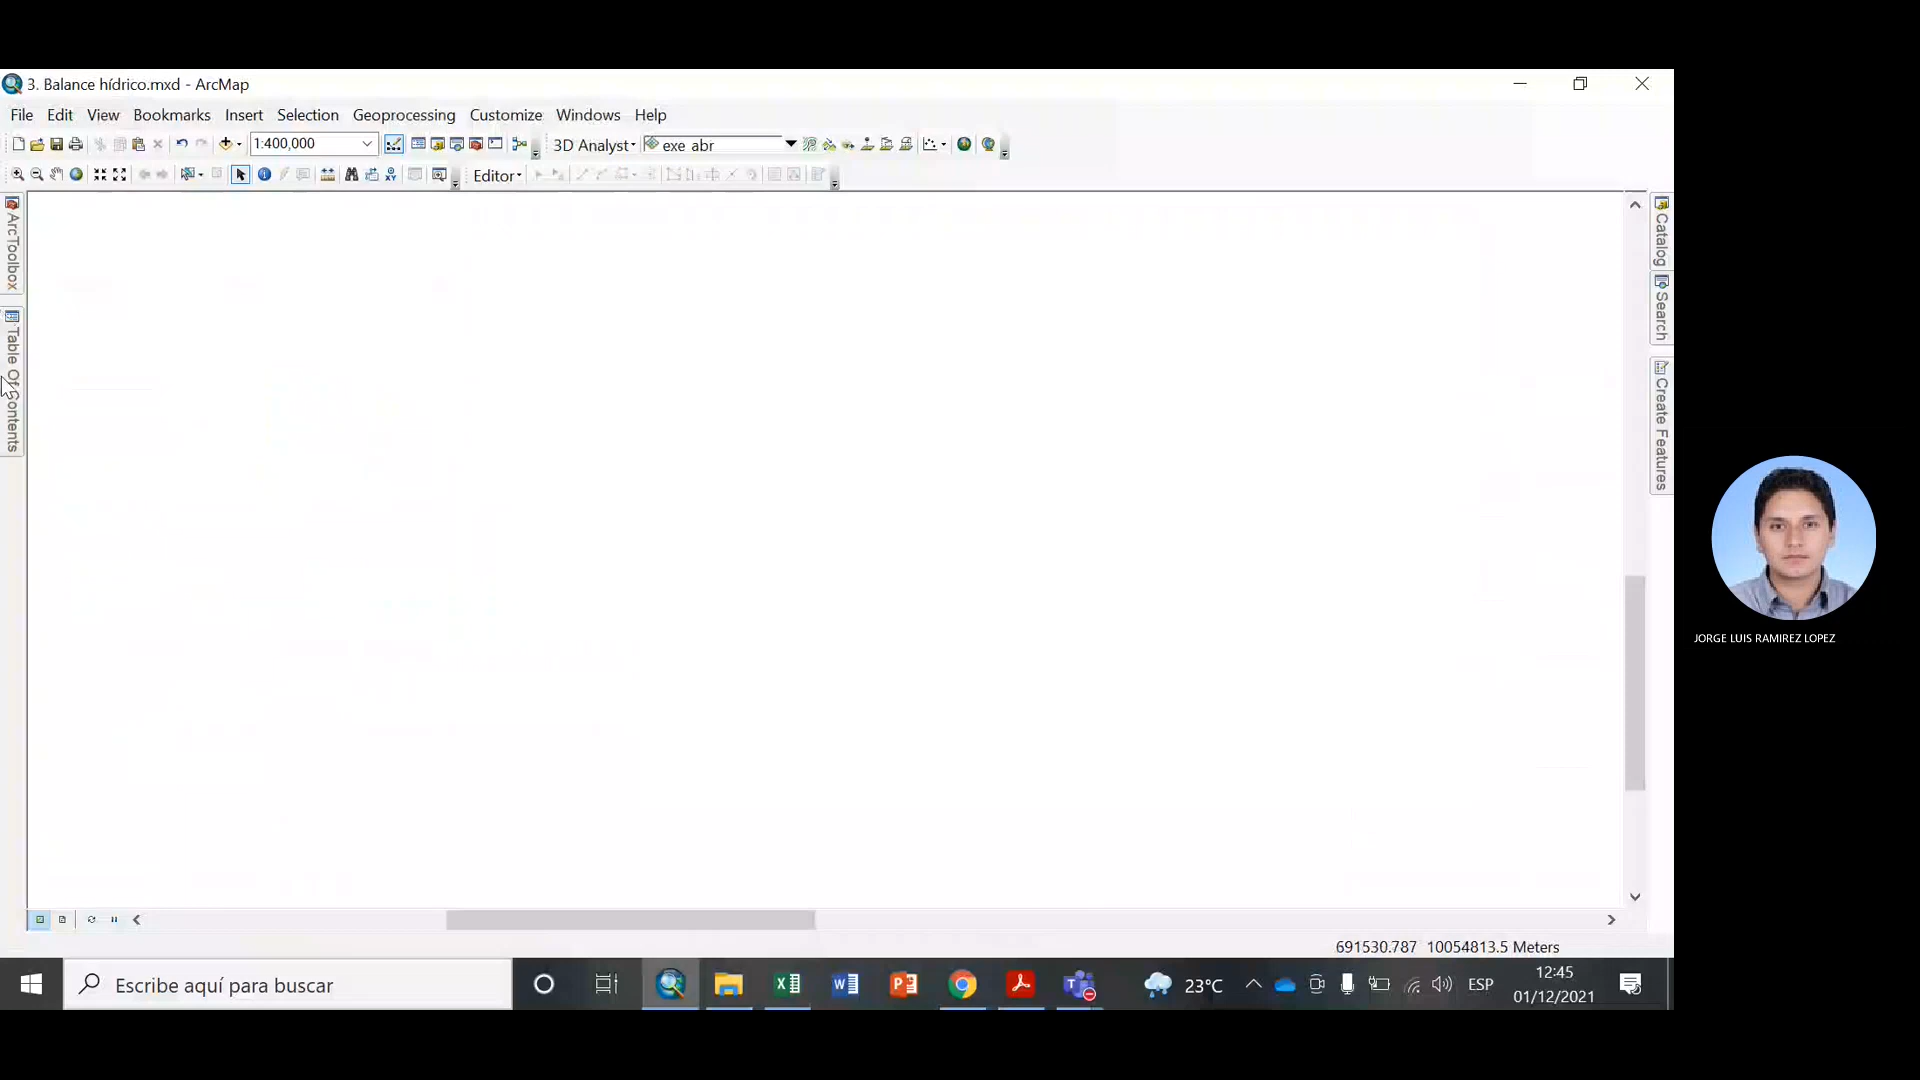 3. Balance hídrico.mxd - ArcMap
File Edit View Bookmarks Insert Selection Geoprocessing Customize Windows Help
1:400,000 3D Analyst exe abr
Editor
ArcToolbox
Table Of Contents
Catalog
Search
Create Features
JORGE LUIS RAMIREZ LOPEZ
691530.787 10054813.5 Meters
Escribe aquí para buscar
23°C
ESP
12:45
01/12/2021